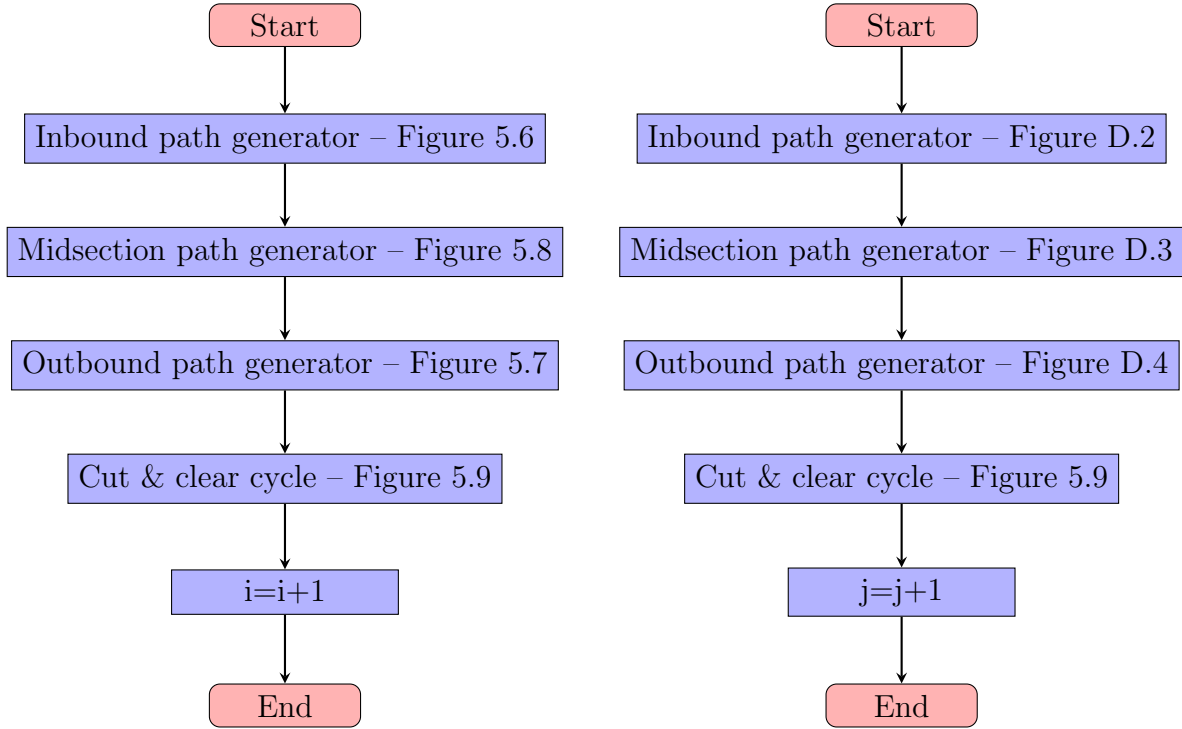 Start
Inbound path generator – Figure 5.6
Midsection path generator – Figure 5.8
Outbound path generator – Figure 5.7
Cut & clear cycle – Figure 5.9
i=i+1
End
Start
Inbound path generator – Figure D.2
Midsection path generator – Figure D.3
Outbound path generator – Figure D.4
Cut & clear cycle – Figure 5.9
j=j+1
End